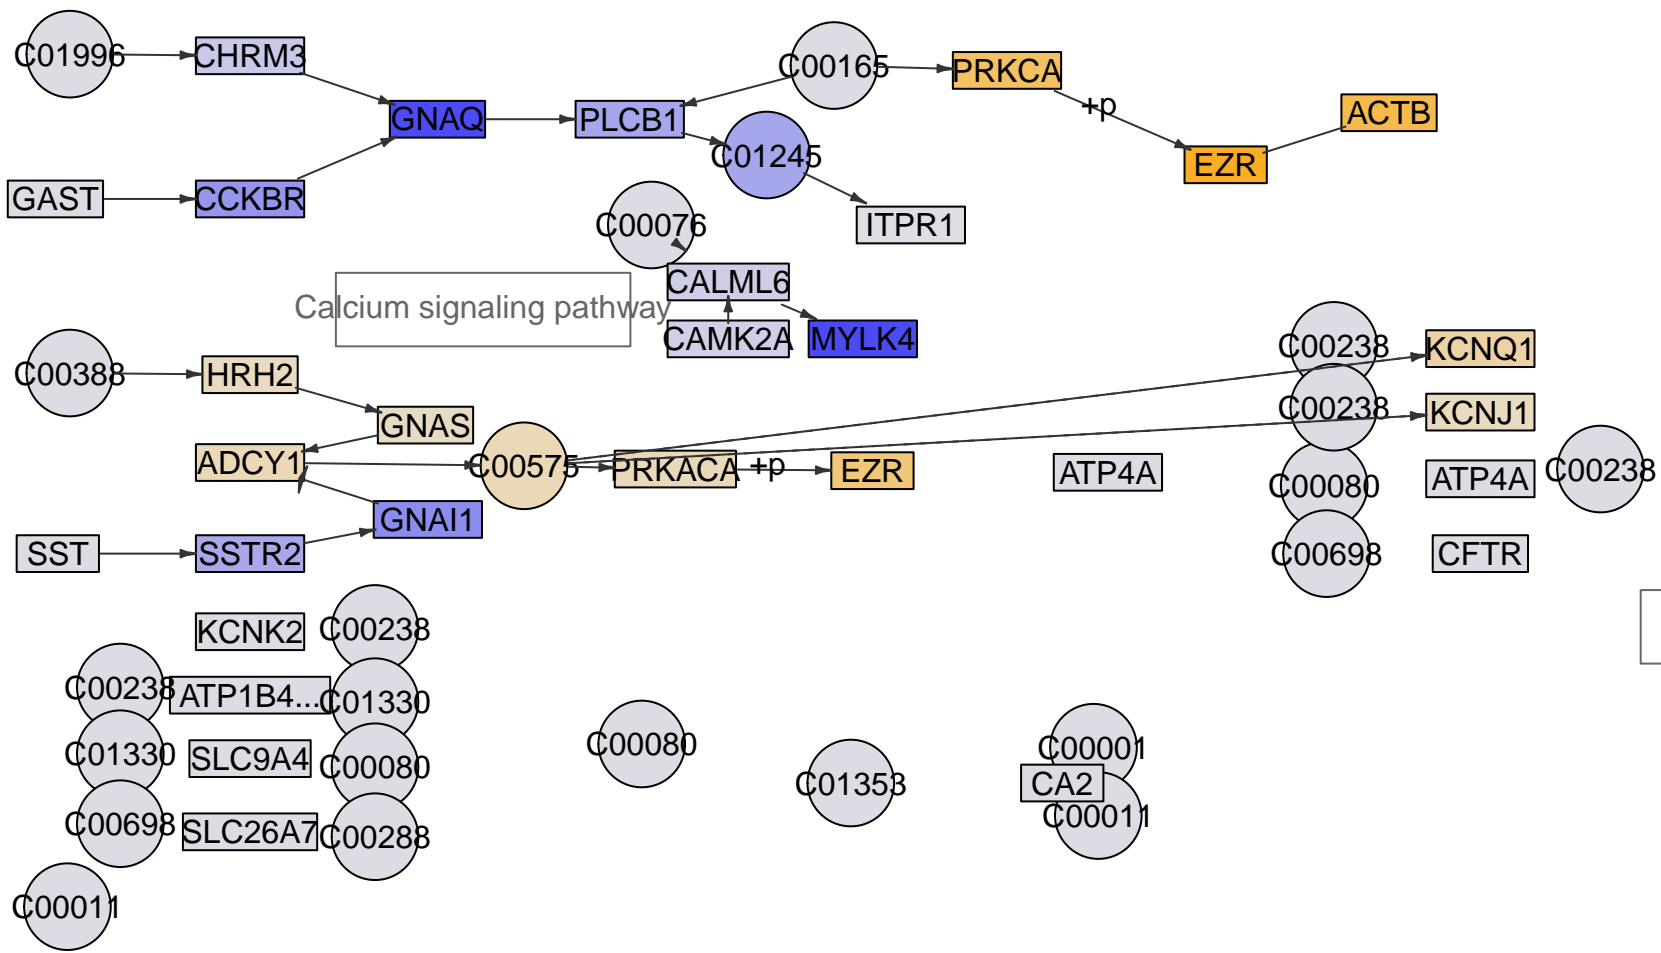 C01996
CHRM3
C00165
PRKCA
+p
ACTB
GNAQ
PLCB1
C01245
EZR
GAST
CCKBR
C00076
ITPR1
CALML6
Calcium signaling pathway
CAMK2A
MYLK4
C00238
KCNQ1
C00388
HRH2
C00238
KCNJ1
GNAS
ADCY1
C00575
PRKACA
+p
EZR
ATP4A
C00080
ATP4A
C00238
GNAI1
SST
SSTR2
C00698
CFTR
KCNK2
C00238
C00238
ATP1B4...
C01330
C01330
SLC9A4
C00080
C00080
C01353
C00001
CA2
C00011
C00698
SLC26A7
C00288
C00011